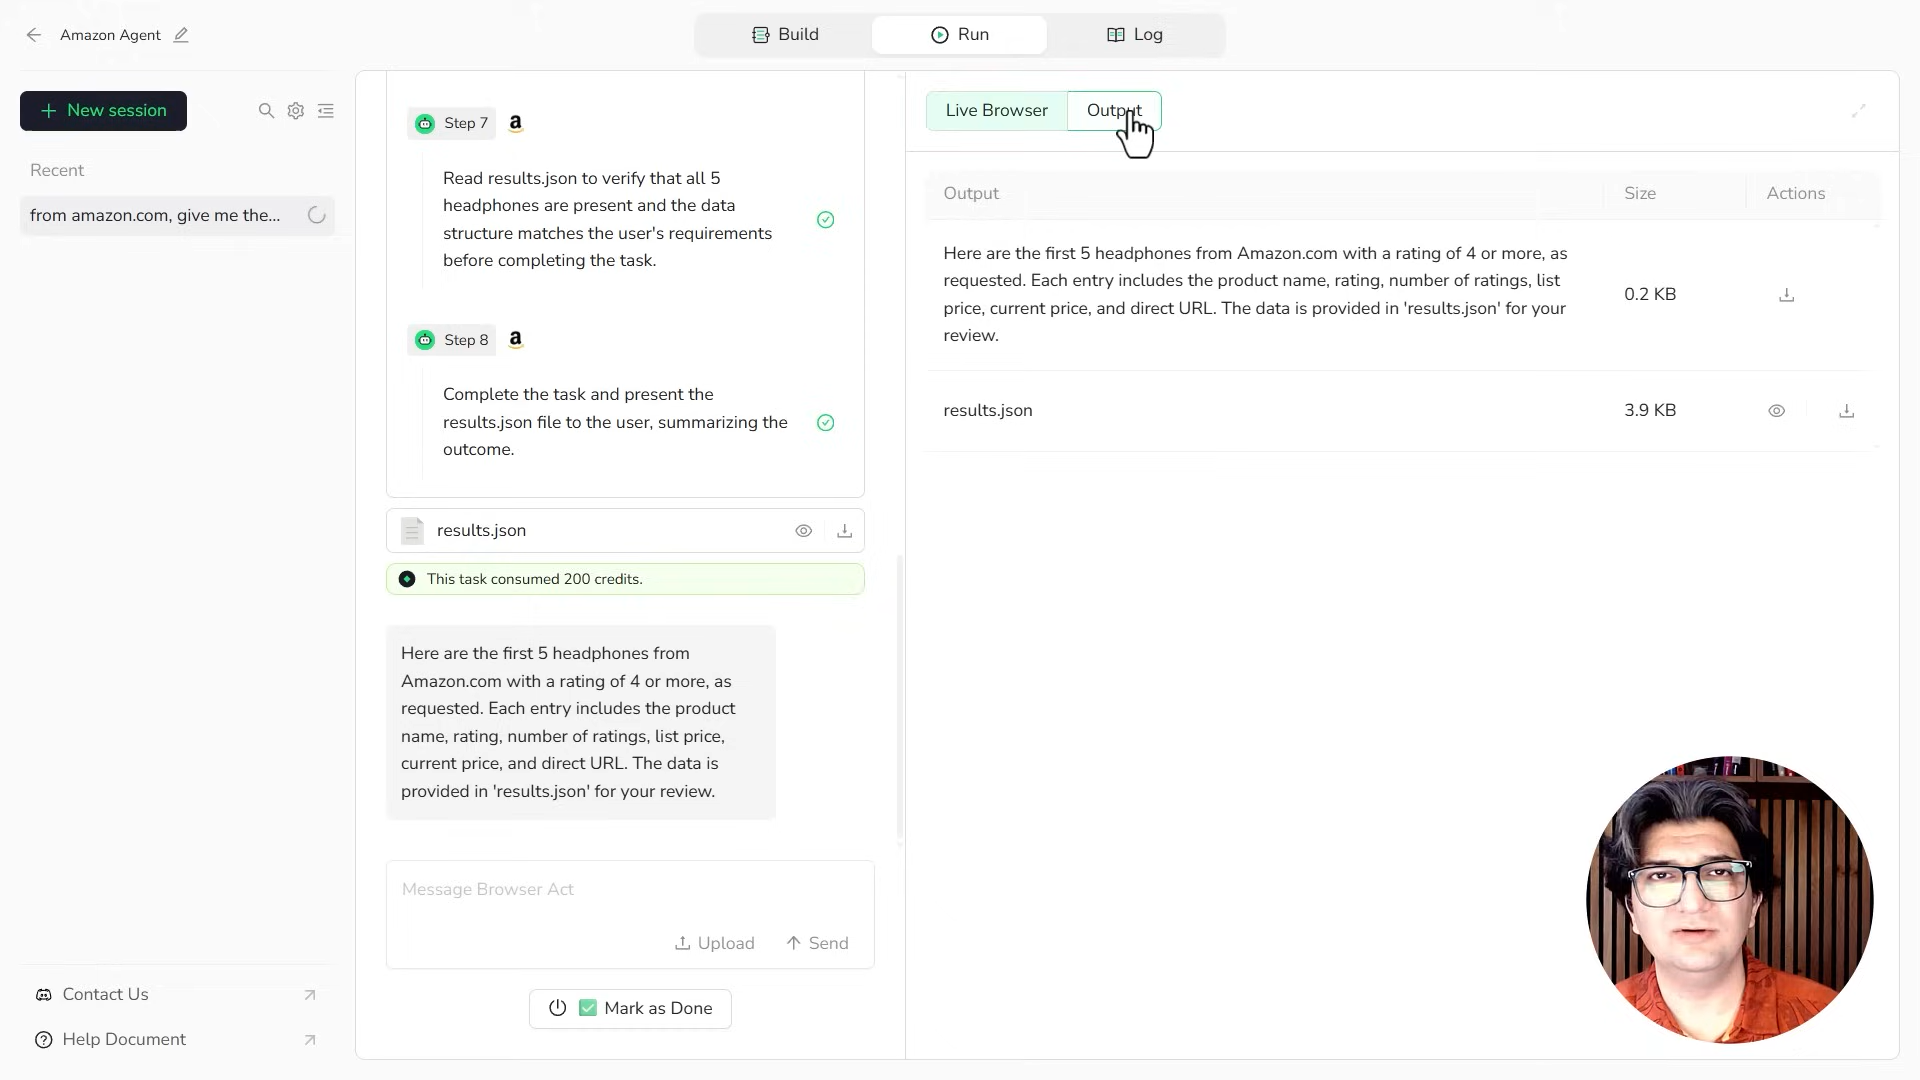 Amazon Agent
Build
Run
Log
New session
Recent
from amazon.com, give me the...
Contact Us
Help Document
Step 7
Read results.json to verify that all 5
headphones are present and the data
structure matches the user's requirements
before completing the task.
Step 8
Complete the task and present the
results.json file to the user, summarizing the
outcome.
results.json
This task consumed 200 credits.
Here are the first 5 headphones from
Amazon.com with a rating of 4 or more, as
requested. Each entry includes the product
name, rating, number of ratings, list price,
current price, and direct URL. The data is
provided in 'results.json' for your review.
Message Browser Act
Upload
Send
Mark as Done
Live Browser
Output
Output
Size
Actions
Here are the first 5 headphones from Amazon.com with a rating of 4 or more, as
requested. Each entry includes the product name, rating, number of ratings, list
price, current price, and direct URL. The data is provided in 'results.json' for your
review.
0.2 KB
results.json
3.9 KB